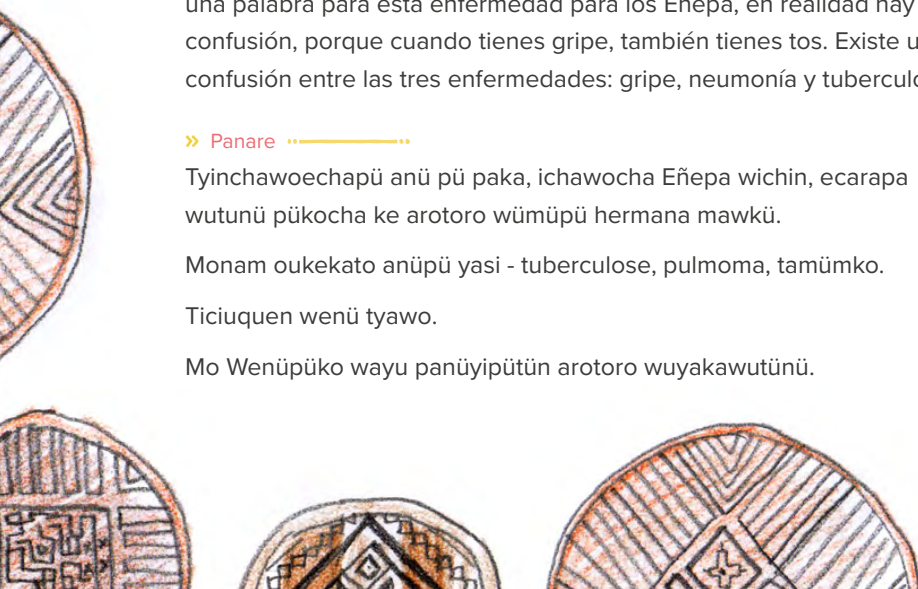 una palabra para esta enfermedad para los Eñepa, en realidad hay
confusión, porque cuando tienes gripe, también tienes tos. Existe
confusión entre las tres enfermedades: gripe, neumonía y
» Panare
Tyinchawoechapü anü pü paka, ichawocha Eñepa wichin, ecarapa
wutunü pükocha ke arotoro wümüpü hermana mawkü.
Monam oukekato anüpü yasi - tuberculose, pulmoma, tamümko.
Ticiuquen wenü tyawo.
Mo Wenüpüko wayu panüyipütün arotoro wuyakawutünü.